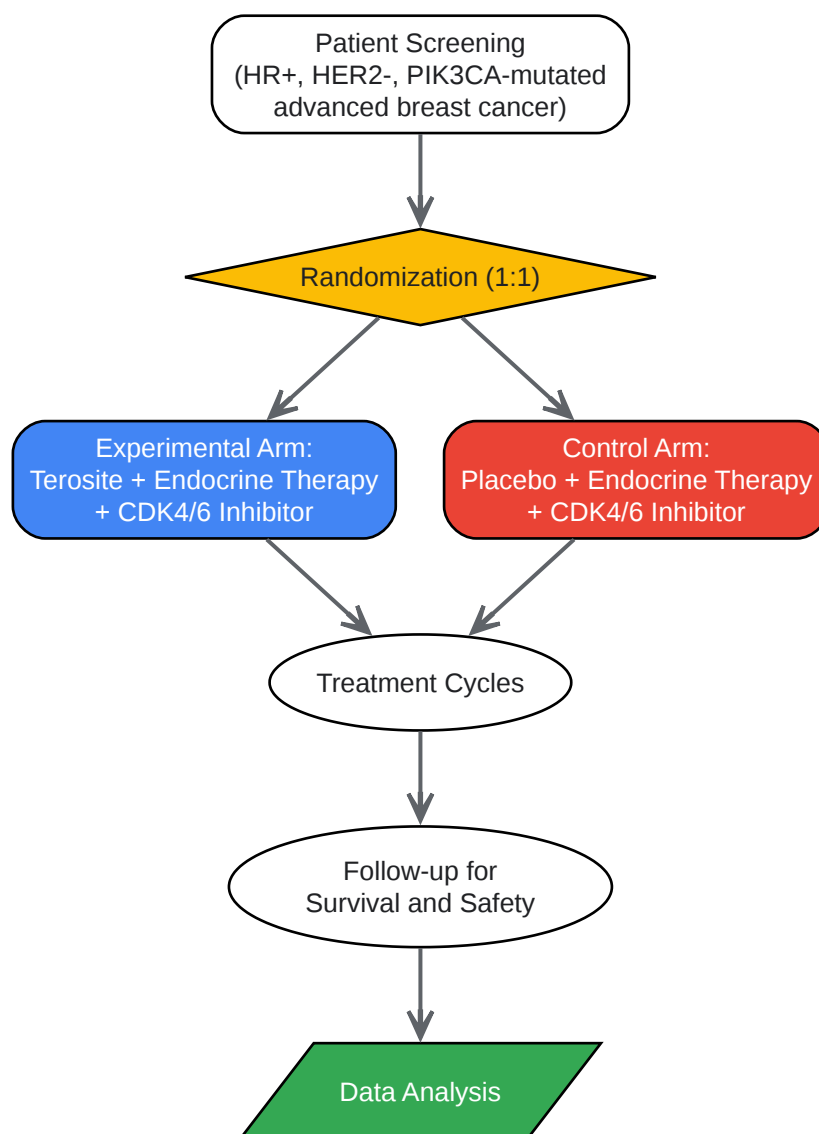 Patient Screening
(HR+, HER2-, PIK3CA-mutated
advanced breast cancer)
Randomization (1:1)
Experimental Arm:
Terosite + Endocrine Therapy
+ CDK4/6 Inhibitor
Control Arm:
Placebo + Endocrine Therapy
+ CDK4/6 Inhibitor
Treatment Cycles
Follow-up for
Survival and Safety
Data Analysis